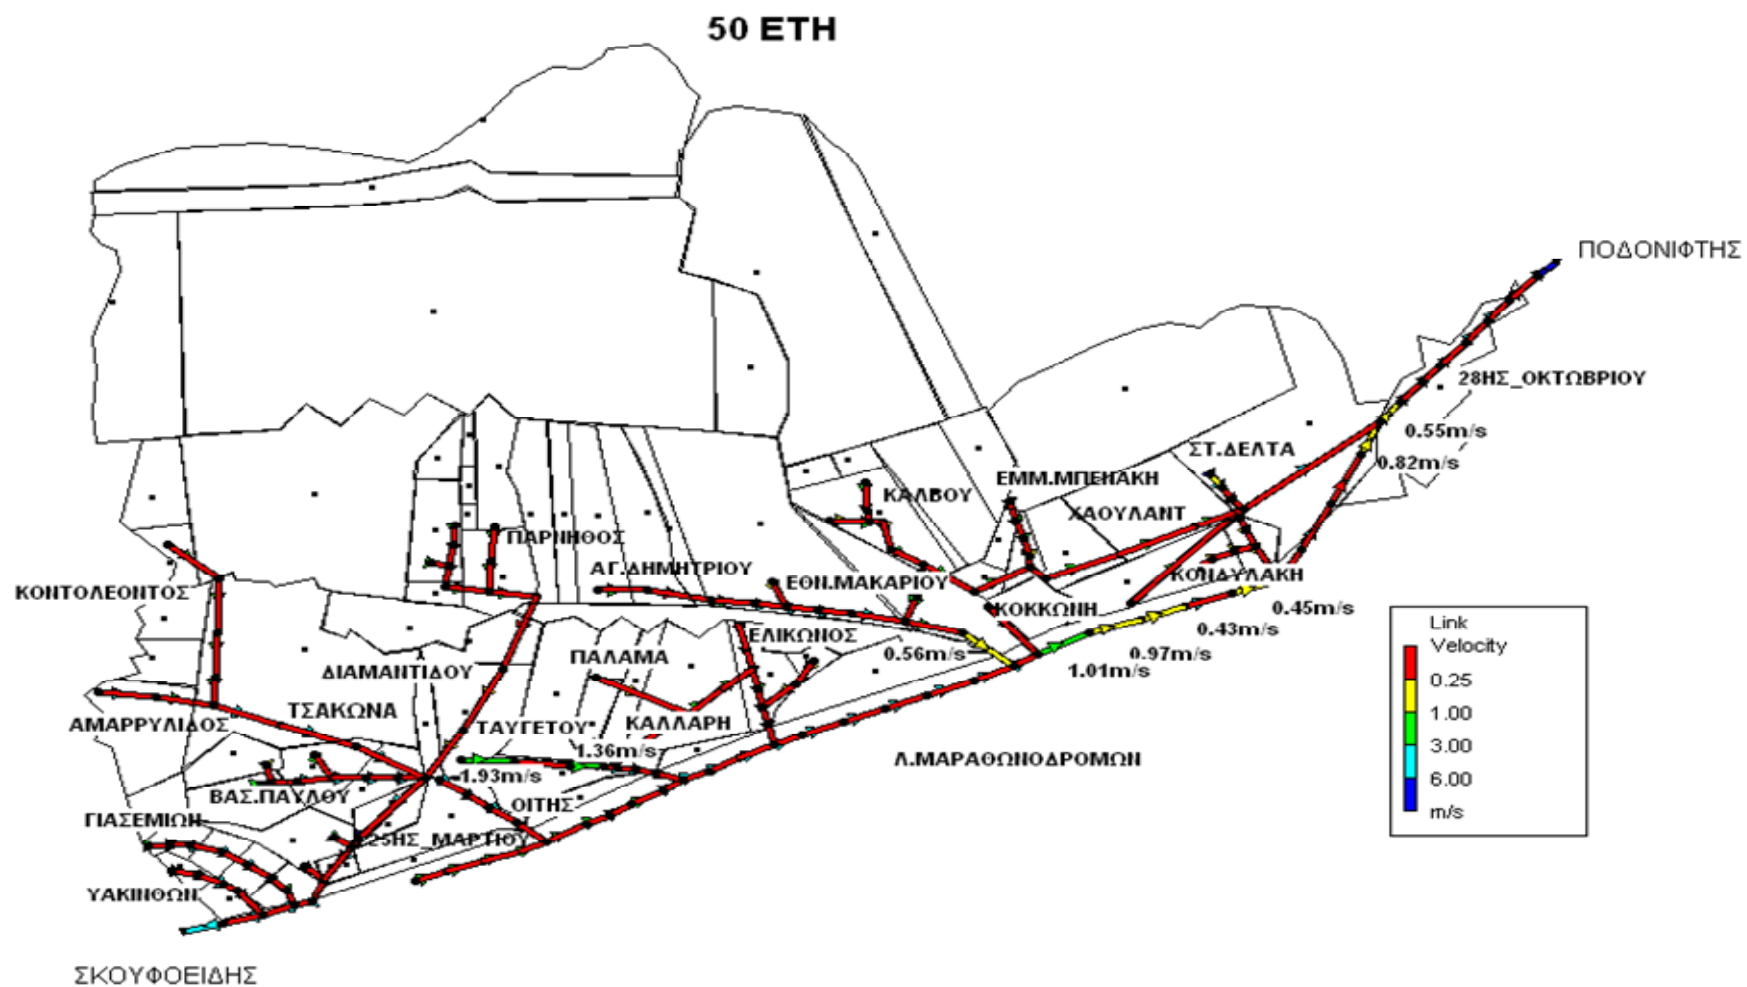 50 ΕΤΗ
ΠΟΔΟΝΙΦΤΗΣ
28ΗΣ_ΟΚΤΩΒΡΙΟΥ
0.55m/s
ΣΤ.ΔΕΛΤΑ
0.82m/s
ΕΜΜ.ΜΠΕΝΑΚΗ
ΚΑΛΒΟΥ
ΧΑΟΥΛΑΝΤ
ΠΑΡΝΗΘΟΣ
ΑΓ.ΔΗΜΗΤΡΙΟΥ
ΚΟΝΔΥΛΑΚΗ
ΕΘΝ.ΜΑΚΑΡΙΟΥ
ΚΟΝΤΟΛΕΟΝΤΟΣ
ΚΟΚΚΩΝΗ
0.45m/s
0.43m/s
ΕΛΙΚΩΝΟΣ
0.56m/s
0.97m/s
ΠΑΛΑΜΑ
1.01m/s
ΔΙΑΜΑΝΤΙΔΟΥ
ΤΣΑΚΩΝΑ
ΑΜΑΡΡΥΛΙΔΟΣ
ΤΑΥΓΕΤΟΥ
ΚΑΛΛΑΡΗ
1.36m/s
Λ.ΜΑΡΑΘΩΝΟΔΡΟΜΩΝ
1.93m/s
ΒΑΣ.ΠΑΥΛΟΥ
ΟΙΤΗΣ
ΓΙΑΣΕΜΙΩΝ
25ΗΣ_ΜΑΡΤΙΟΥ
ΥΑΚΙΝΘΩΝ
ΣΚΟΥΦΟΕΙΔΗΣ
Link
Velocity
0.25
1.00
3.00
6.00
m/s